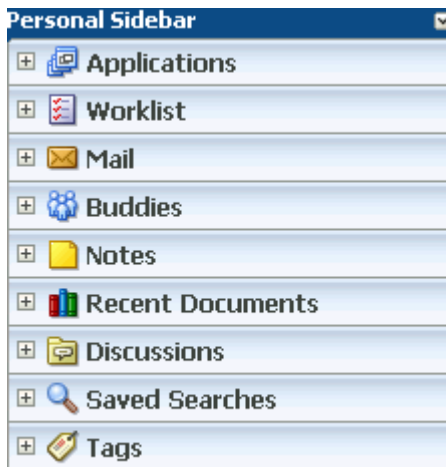 Personal Sidebar
Applications
Worklist
Mail
Buddies
Notes
Recent Documents
Discussions
Saved Searches
Tags